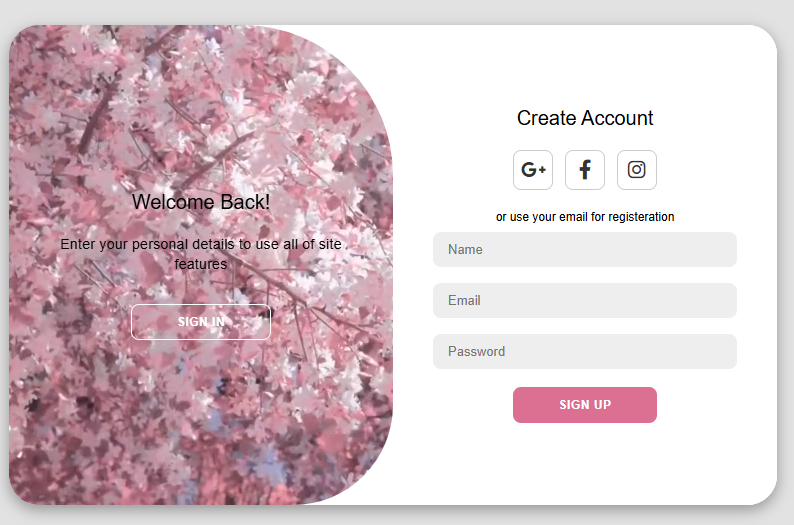 Welcome Back!
Enter your personal details to use all of site
features
SIGN IN
Create Account
G+
f
or use your email for registeration
Name
Email
Password
SIGN UP